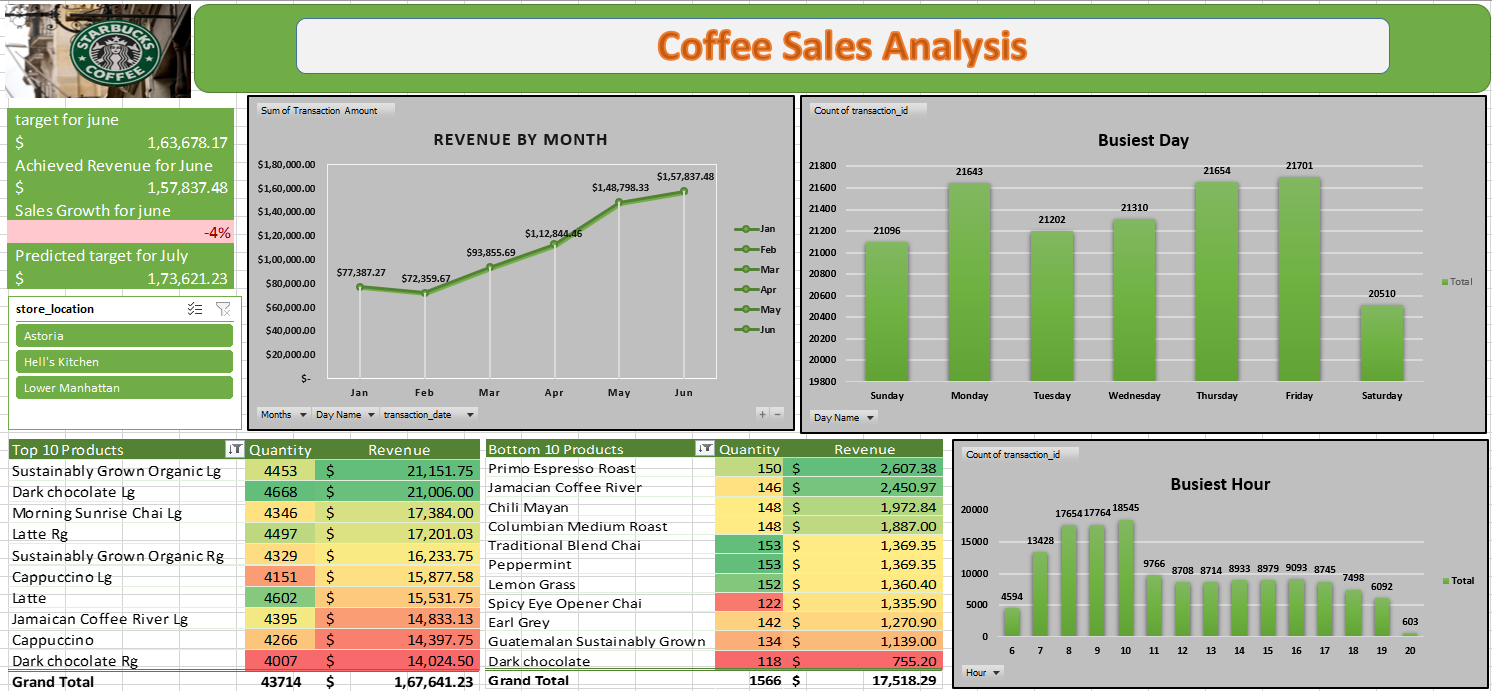 STARBUCKS
COFFEE
Coffee Sales Analysis
target for june
$ 1,63,678.17
Achieved Revenue for June
$ 1,57,837.48
Sales Growth for june
-4%
Predicted target for July
$ 1,73,621.23
store_location
Astoria
Hell's Kitchen
Lower Manhattan
Sum of Transaction Amount
REVENUE BY MONTH
$1,80,000.00
$1,60,000.00
$1,40,000.00
$1,20,000.00
$1,00,000.00
$80,000.00
$60,000.00
$40,000.00
$20,000.00
$-
$77,387.27
$72,359.67
$93,855.69
$1,12,844.46
$1,48,798.33
$1,57,837.48
Jan Feb Mar Apr May Jun
Jan
Feb
Mar
Apr
May
Jun
Months Day Name transaction_date + -
Count of transaction_id
Busiest Day
21800
21600
21400
21200
21000
20800
20600
20400
20200
20000
19800
21096 21643 21202 21310 21654 21701 20510
Sunday Monday Tuesday Wednesday Thursday Friday Saturday
Total
Day Name
Top 10 Products Quantity Revenue
Sustainably Grown Organic Lg 4453 $ 21,151.75
Dark chocolate Lg 4668 $ 21,006.00
Morning Sunrise Chai Lg 4346 $ 17,384.00
Latte Rg 4497 $ 17,201.03
Sustainably Grown Organic Rg 4329 $ 16,233.75
Cappuccino Lg 4151 $ 15,877.58
Latte 4602 $ 15,531.75
Jamaican Coffee River Lg 4395 $ 14,833.13
Cappuccino 4266 $ 14,397.75
Dark chocolate Rg 4007 $ 14,024.50
Grand Total 43714 $ 1,67,641.23
Bottom 10 Products Quantity Revenue
Primo Espresso Roast 150 $ 2,607.38
Jamacian Coffee River 146 $ 2,450.97
Chili Mayan 148 $ 1,972.84
Columbian Medium Roast 148 $ 1,887.00
Traditional Blend Chai 153 $ 1,369.35
Peppermint 153 $ 1,369.35
Lemon Grass 152 $ 1,360.40
Spicy Eye Opener Chai 122 $ 1,335.90
Earl Grey 142 $ 1,270.90
Guatemalan Sustainably Grown 134 $ 1,139.00
Dark chocolate 118 $ 755.20
Grand Total 1566 $ 17,518.29
Count of transaction_id
Busiest Hour
20000
15000
10000
5000
0
4594 13428 17654 17764 18545 9766 8708 8714 8933 8979 9093 8745 7498 6092 603
6 7 8 9 10 11 12 13 14 15 16 17 18 19 20
Total
Hour